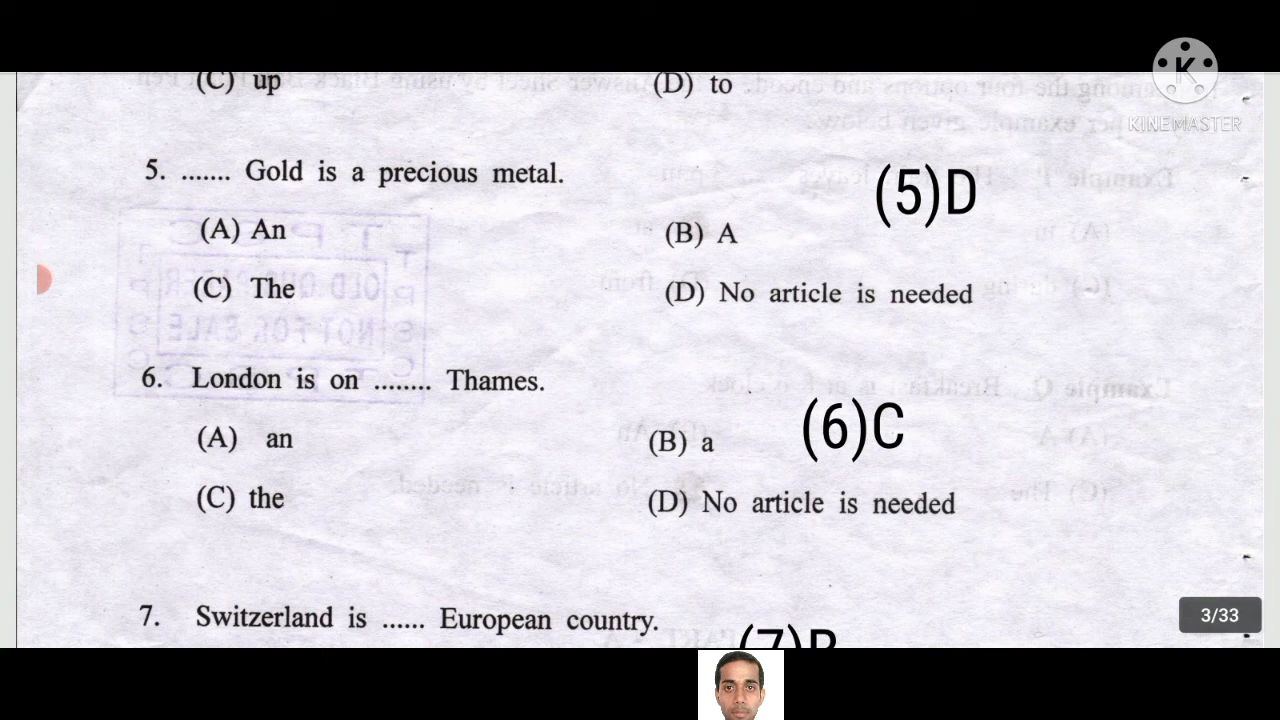 (C) up (D) to
K
KINEMASTER
5. ....... Gold is a precious metal.
(5)D
(A) An (B) A
(C) The (D) No article is needed
6. London is on ........ Thames.
(6)C
(A) an (B) a
(C) the (D) No article is needed
7. Switzerland is ...... European country.
3/33